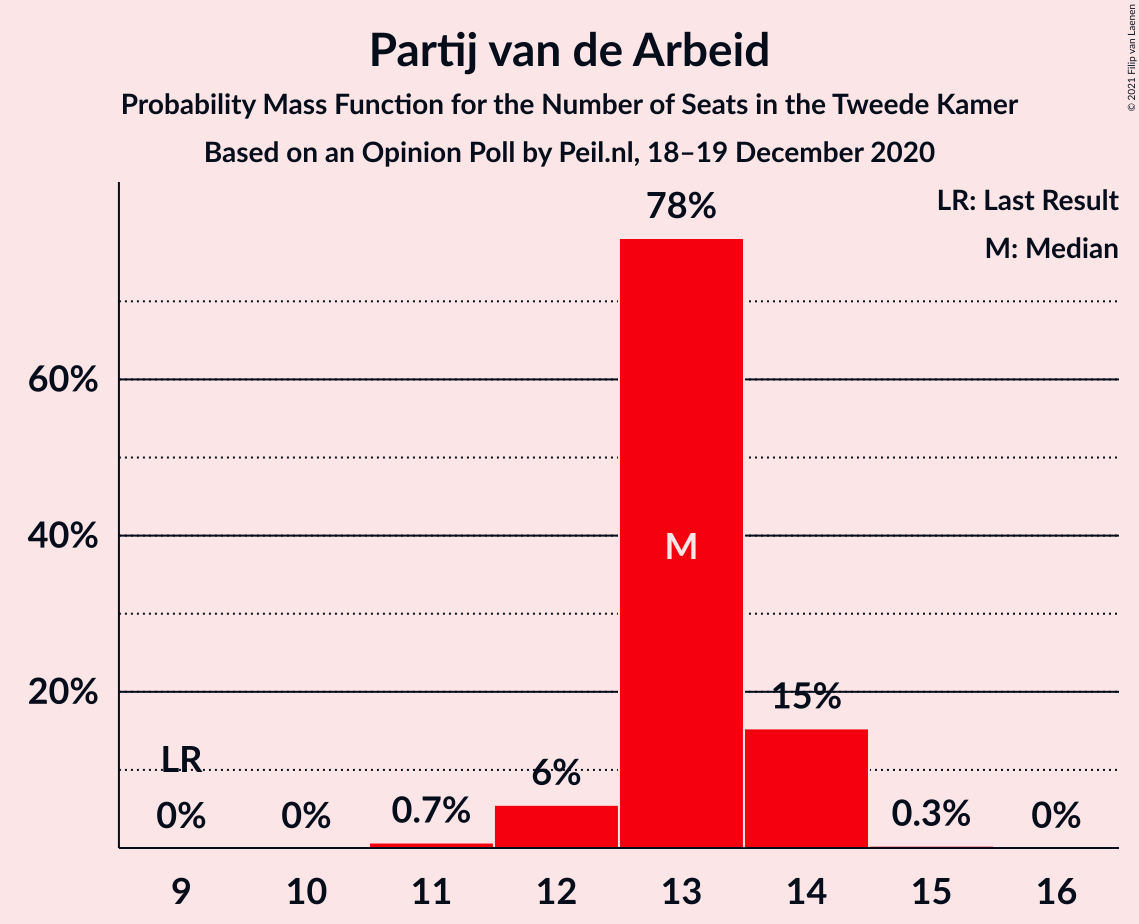 Partij van de Arbeid
Probability Mass Function for the Number of Seats in the Tweede Kamer
Based on an Opinion Poll by Peil.nl, 18–19 December 2020
© 2021 Filip van Laenen
LR: Last Result
M: Median
78%
60%
40%
M
20%
15%
LR
6%
0%
0%
0.7%
0.3%
0%
9 10 11 12 13 14 15 16